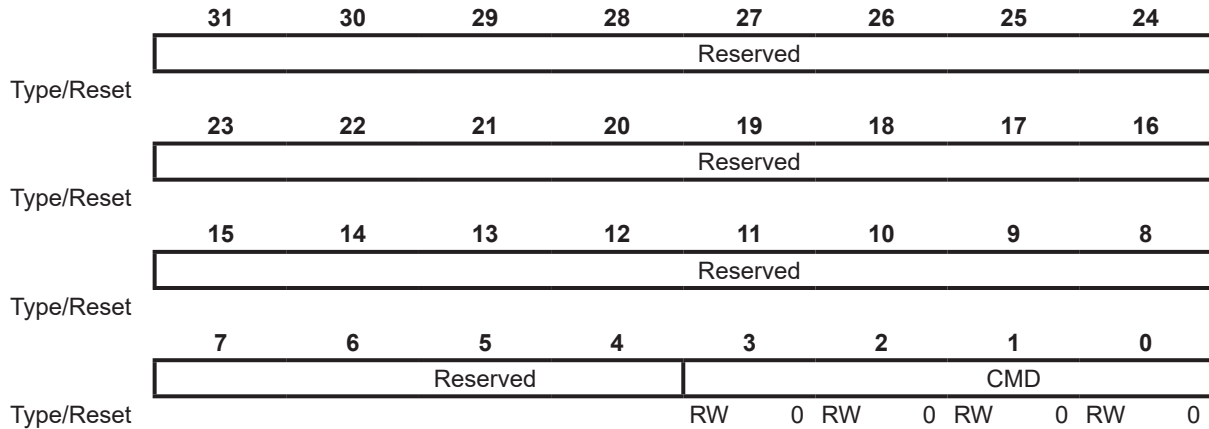 31 30 29 28 27 26 25 24
Reserved
Type/Reset
23 22 21 20 19 18 17 16
Reserved
Type/Reset
15 14 13 12 11 10 9 8
Reserved
Type/Reset
7 6 5 4 3 2 1 0
Reserved CMD
Type/Reset RW 0 RW 0 RW 0 RW 0